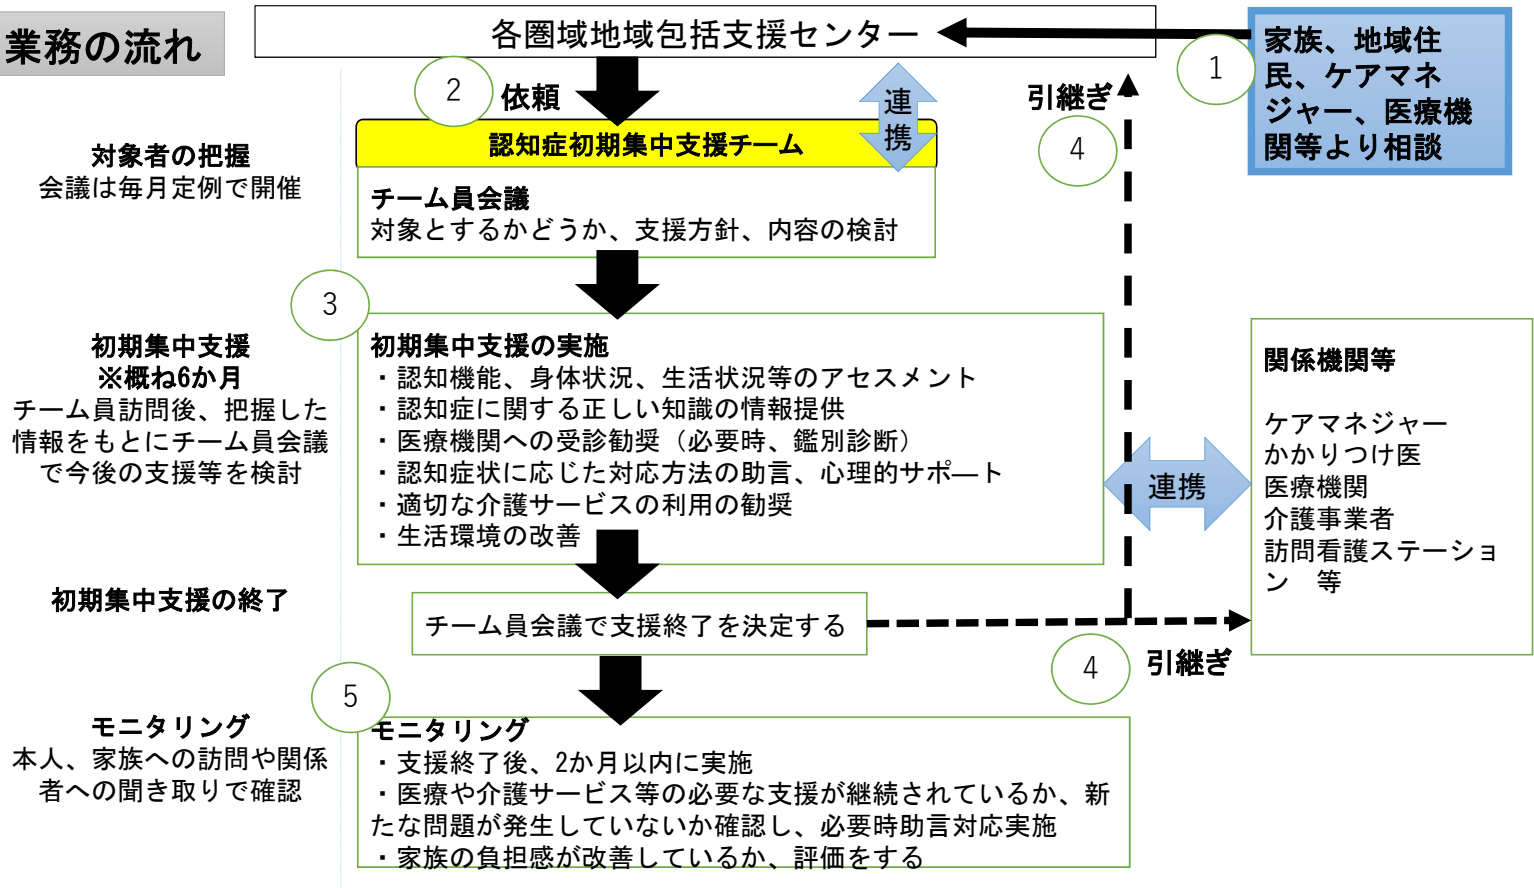 業務の流れ
各圏域地域包括支援センター
①
家族、地域住
民、ケアマネ
ジャー、医療機
関等より相談
②
依頼
連
携
引継ぎ
④
認知症初期集中支援チーム
対象者の把握
会議は毎月定例で開催
チーム員会議
対象とするかどうか、支援方針、内容の検討
③
初期集中支援
※概ね6か月
チーム員訪問後、把握した
情報をもとにチーム員会議
で今後の支援等を検討
初期集中支援の実施
・認知機能、身体状況、生活状況等のアセスメント
・認知症に関する正しい知識の情報提供
・医療機関への受診勧奨（必要時、鑑別診断）
・認知症状に応じた対応方法の助言、心理的サポ―ト
・適切な介護サービスの利用の勧奨
・生活環境の改善
連携
関係機関等
ケアマネジャー
かかりつけ医
医療機関
介護事業者
訪問看護ステーショ
ン　等
初期集中支援の終了
チーム員会議で支援終了を決定する
④
引継ぎ
⑤
モニタリング
本人、家族への訪問や関係
者への聞き取りで確認
モニタリング
・支援終了後、2か月以内に実施
・医療や介護サービス等の必要な支援が継続されているか、新
たな問題が発生していないか確認し、必要時助言対応実施
・家族の負担感が改善しているか、評価をする